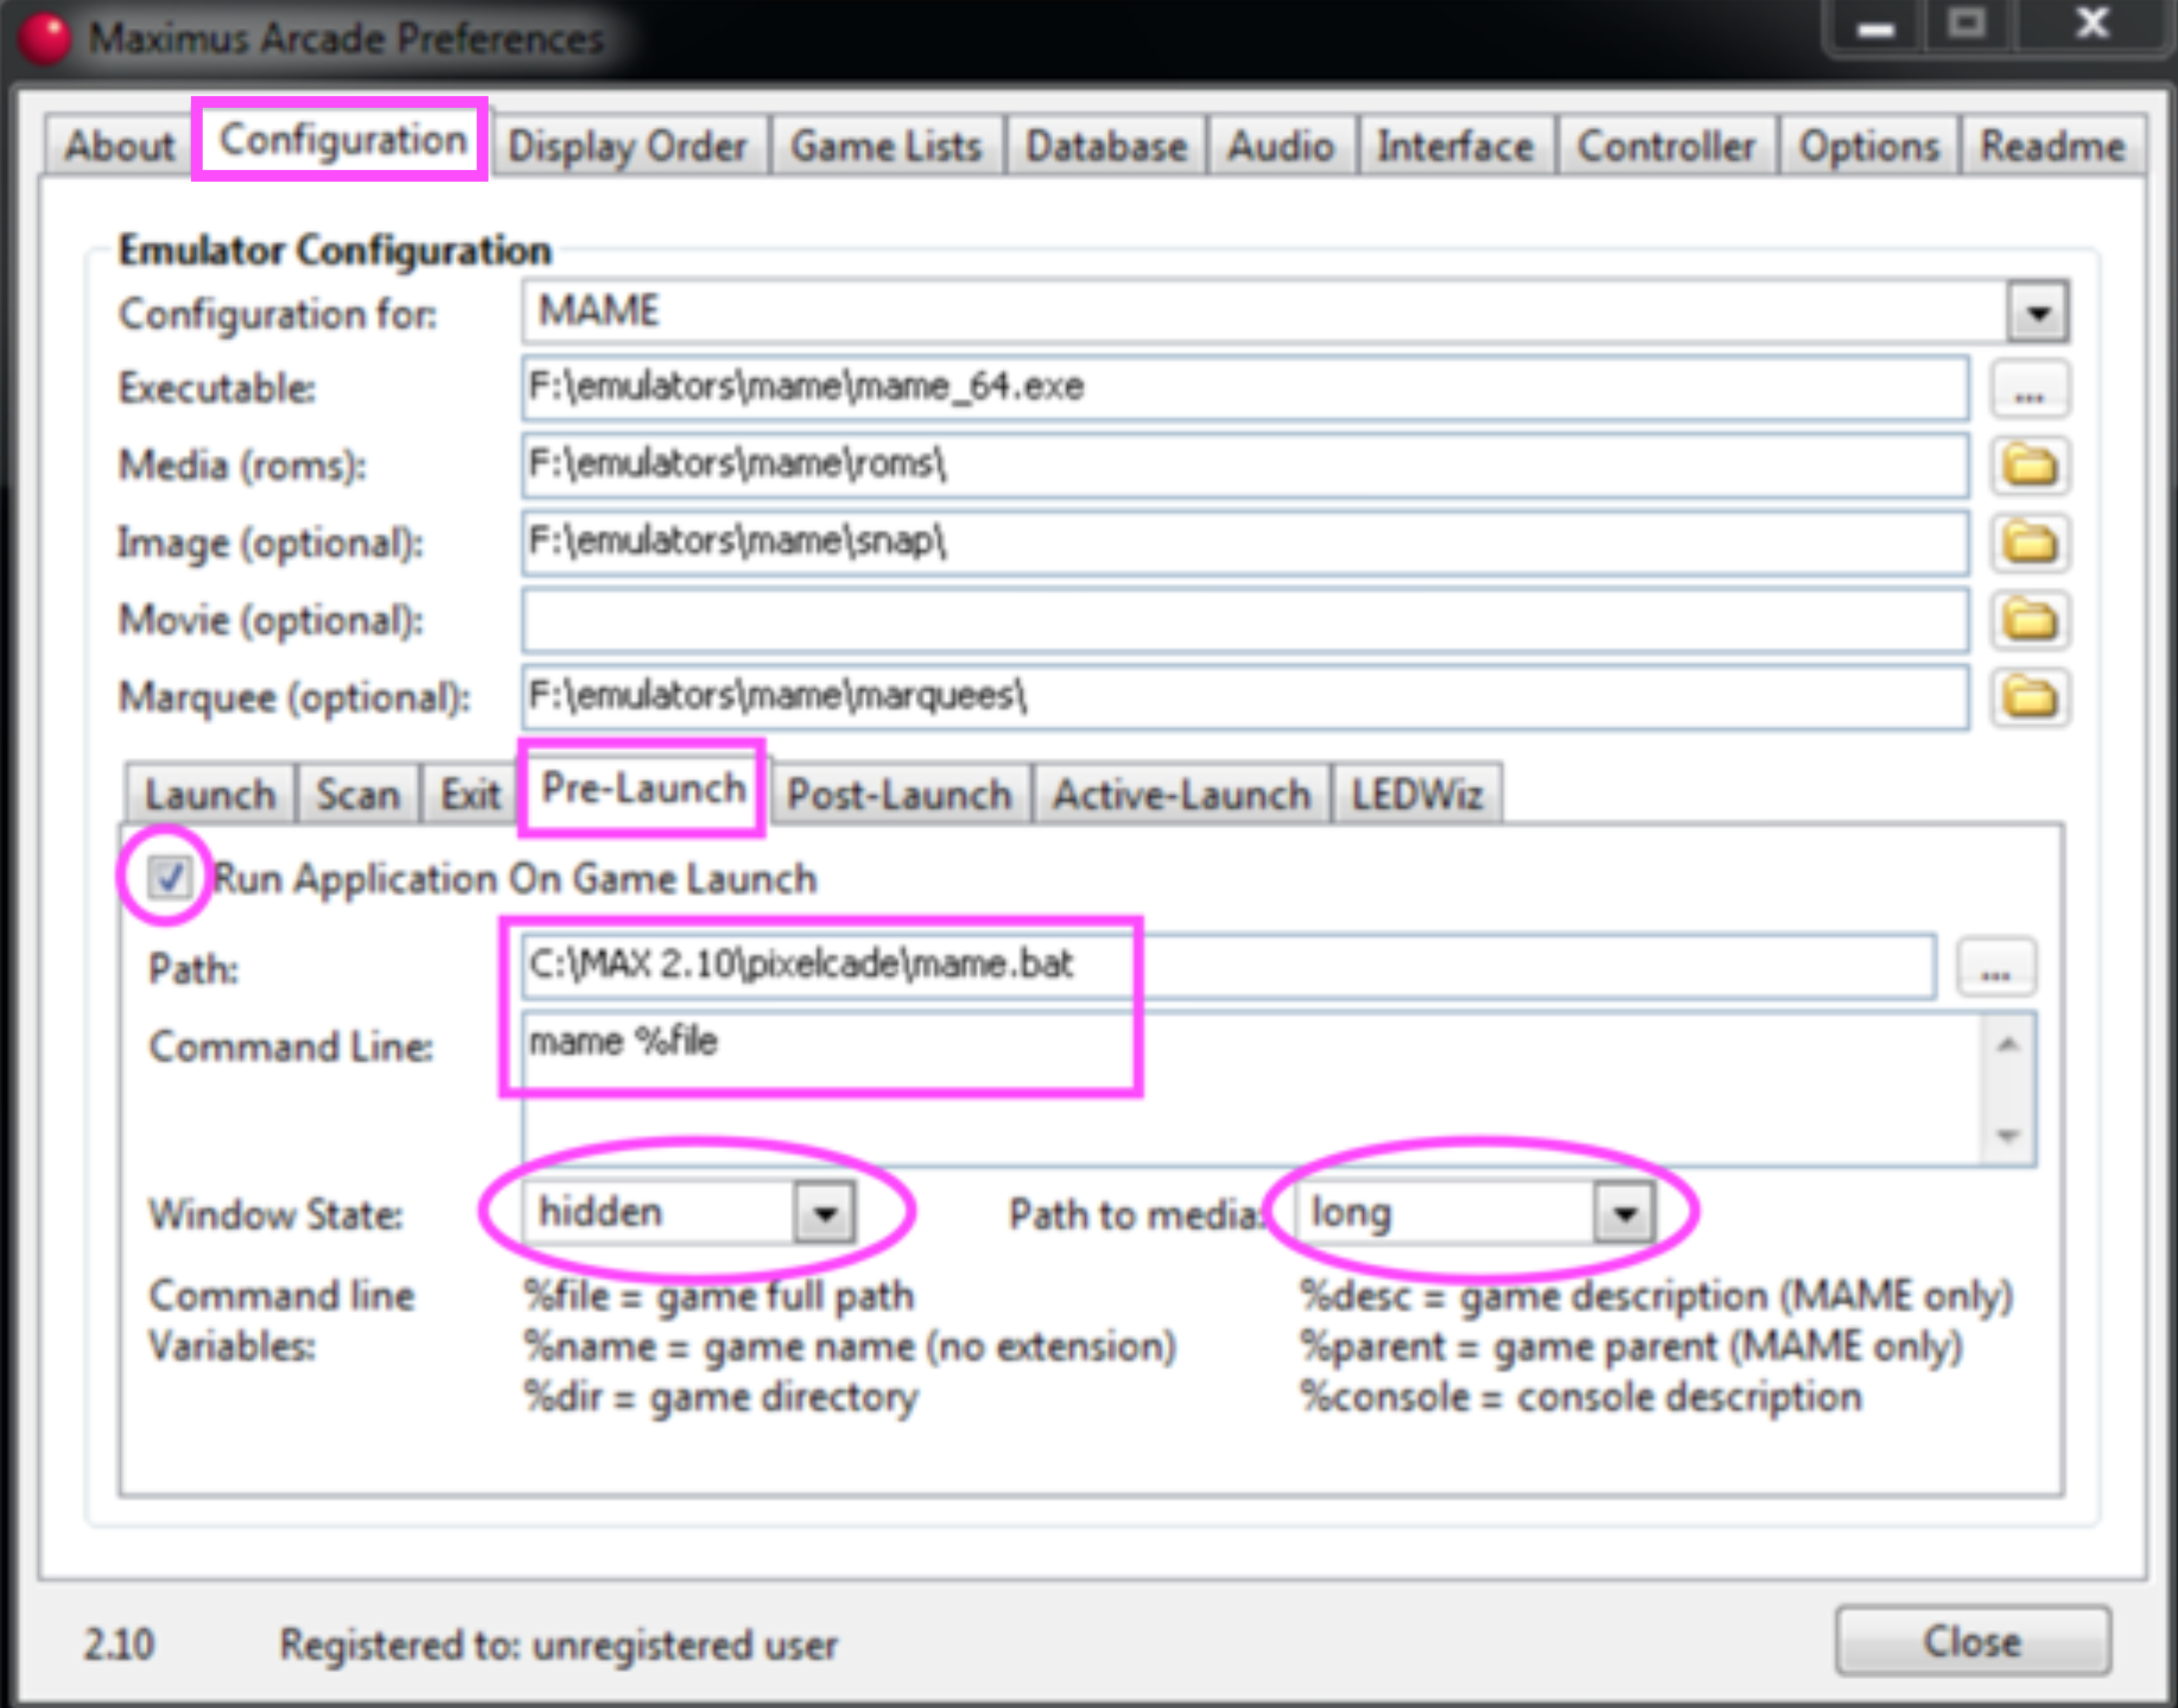 Maximus Arcade Preferences
About Configuration Display Order Game Lists Database Audio Interface Controller Options Readme
Emulator Configuration
Configuration for: MAME
Executable: F:\emulators\mame\mame_64.exe ...
Media (roms): F:\emulators\mame\roms\
Image (optional): F:\emulators\mame\snap\
Movie (optional):
Marquee (optional): F:\emulators\mame\marquees\
Launch Scan Exit Pre-Launch Post-Launch Active-Launch LEDWiz
Run Application On Game Launch
Path: C:\MAX 2.10\pixelcade\mame.bat ...
Command Line: mame %file
Window State: hidden Path to media: long
Command line %file = game full path %desc = game description (MAME only)
Variables: %name = game name (no extension) %parent = game parent (MAME only)
%dir = game directory %console = console description
2.10 Registered to: unregistered user Close